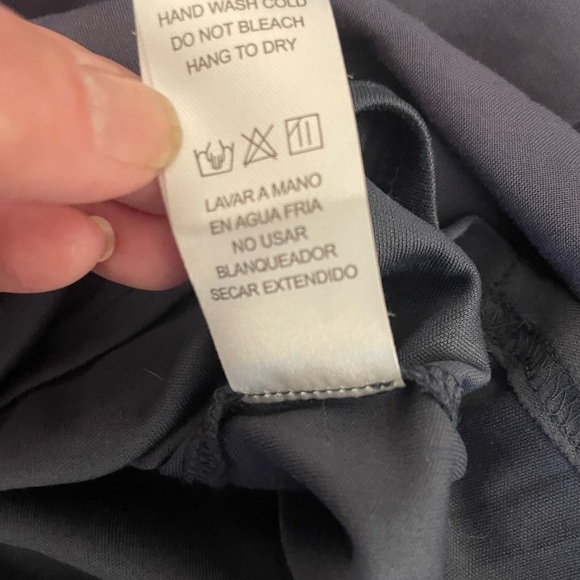 HAND WASH COLD
DO NOT BLEACH
HANG TO DRY
LAVAR A MANO
EN AGUA FRIA
NO USAR
BLANQUEADOR
SECAR EXTENDIDO